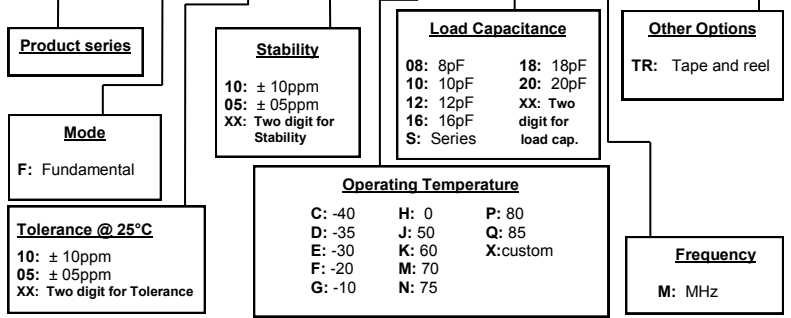 Product series
Stability
10: ± 10ppm
05: ± 05ppm
XX: Two digit for
Stability
Load Capacitance
08: 8pF 18: 18pF
10: 10pF 20: 20pF
12: 12pF XX: Two
16: 16pF digit for
S: Series load cap.
Other Options
TR: Tape and reel
Mode
F: Fundamental
Operating Temperature
C: -40 H: 0 P: 80
D: -35 J: 50 Q: 85
E: -30 K: 60 X:custom
F: -20 M: 70
G: -10 N: 75
Tolerance @ 25°C
10: ± 10ppm
05: ± 05ppm
XX: Two digit for Tolerance
Frequency
M: MHz